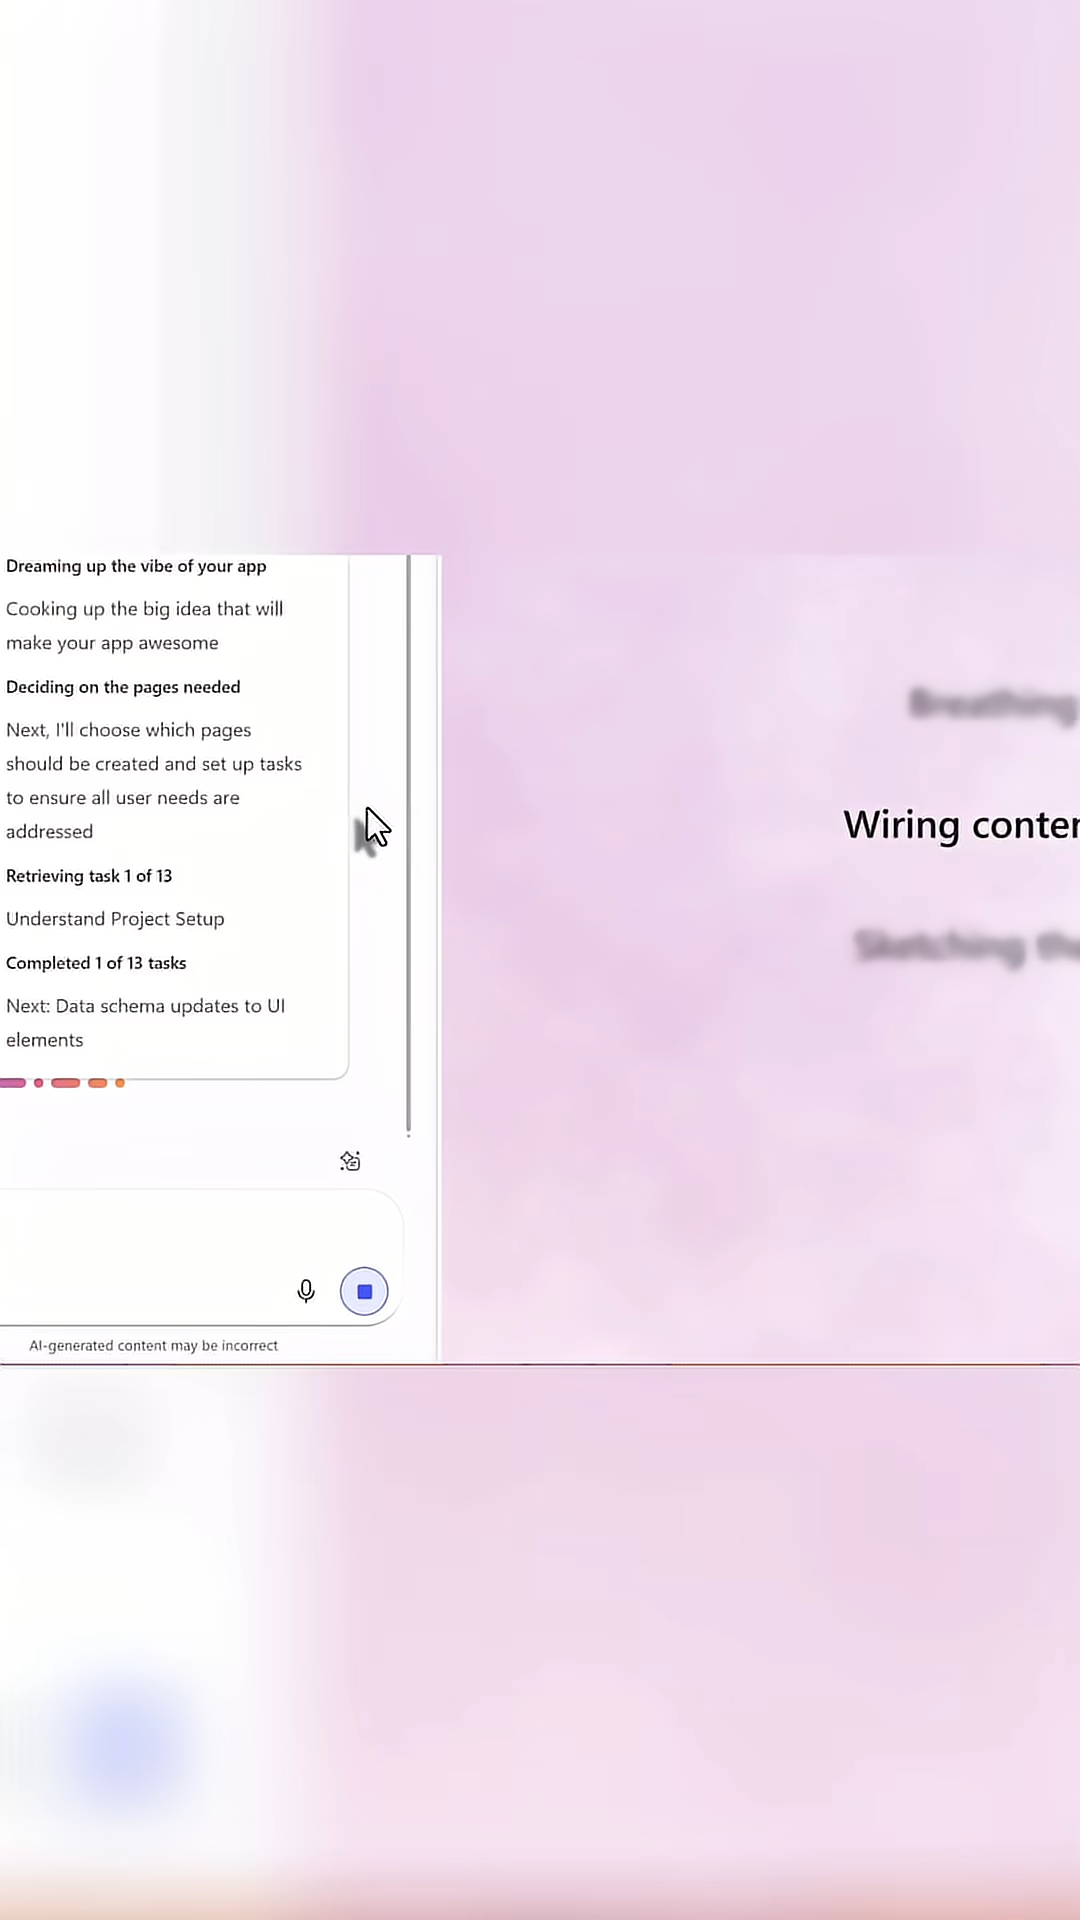 Dreaming up the vibe of your app
Cooking up the big idea that will
make your app awesome
Deciding on the pages needed
Next, I'll choose which pages
should be created and set up tasks
to ensure all user needs are
addressed
Retrieving task 1 of 13
Understand Project Setup
Completed 1 of 13 tasks
Next: Data schema updates to UI
elements
AI-generated content may be incorrect
Breathing
Wiring
Sketching